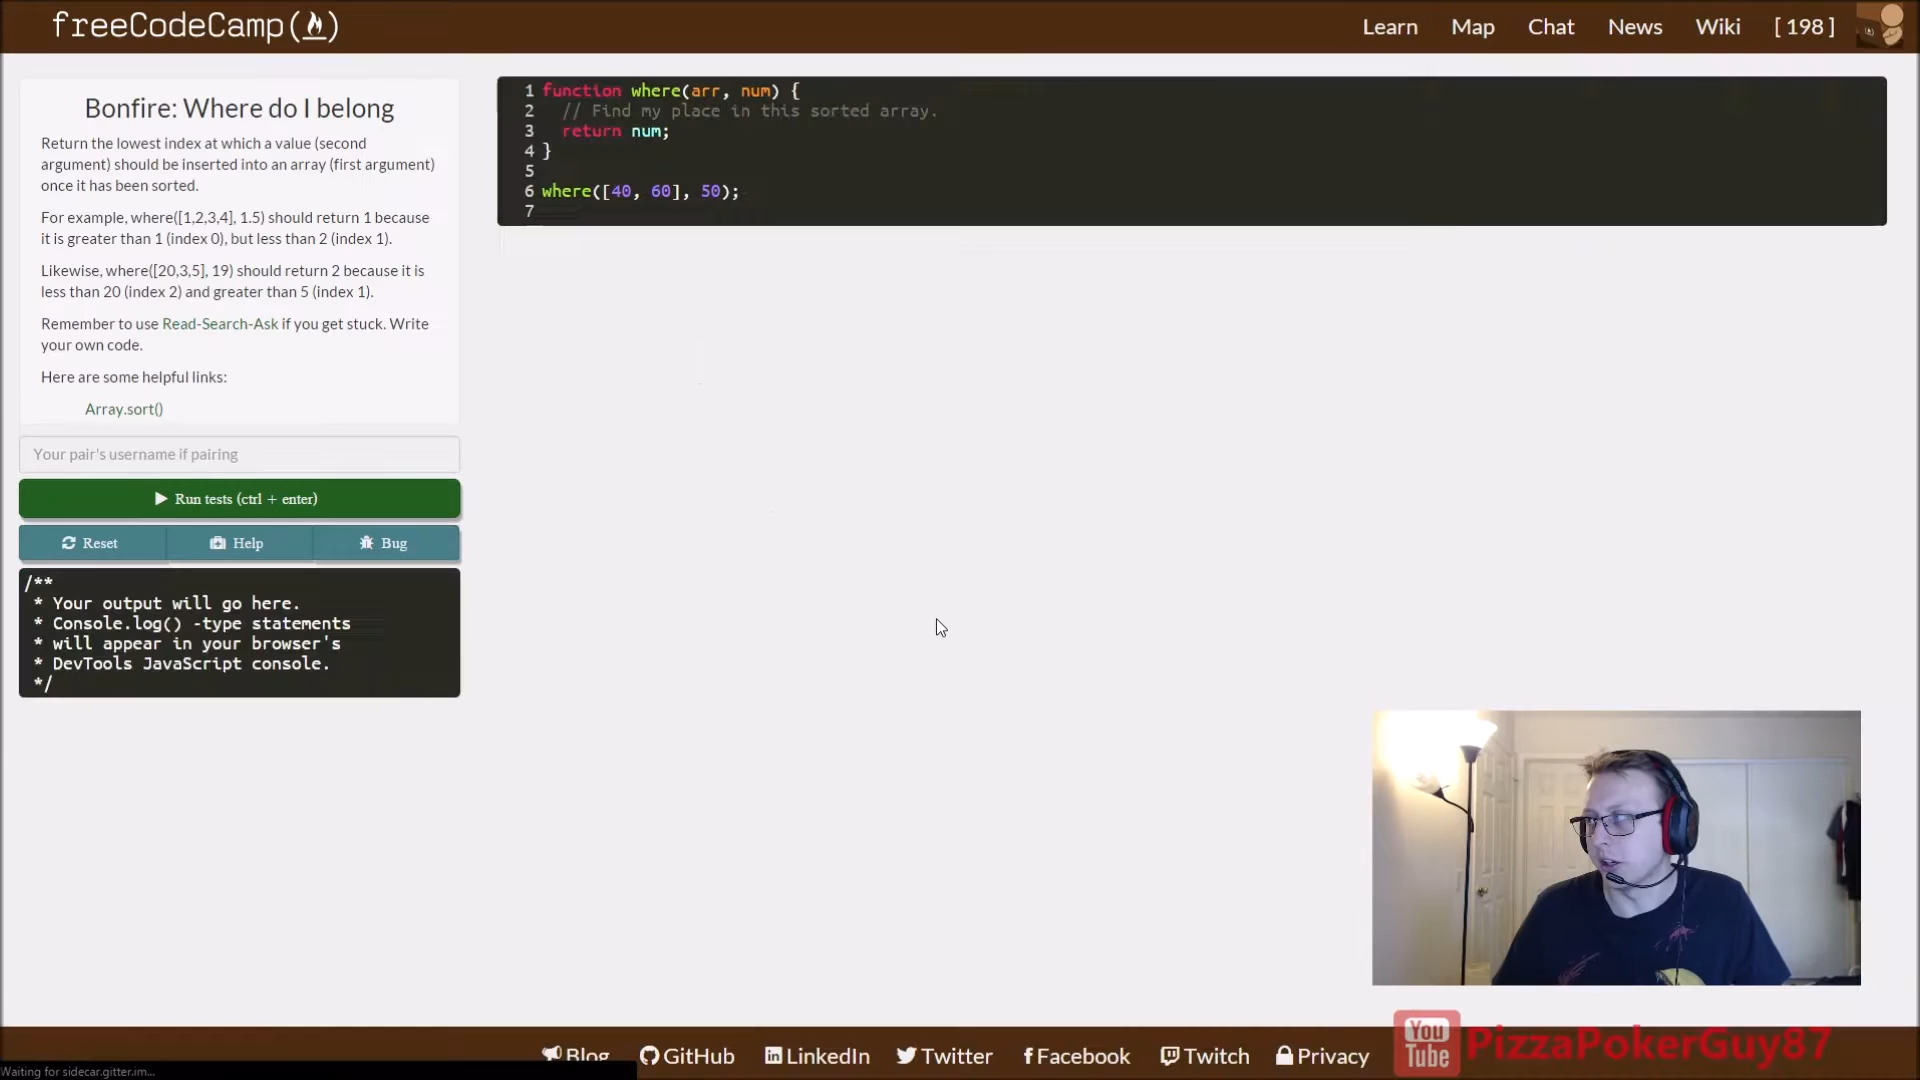 freeCodeCamp(🔥)
Learn Map Chat News Wiki [ 198 ]
Bonfire: Where do I belong
Return the lowest index at which a value (second
argument) should be inserted into an array (first argument)
once it has been sorted.
For example, where([1,2,3,4], 1.5) should return 1 because
it is greater than 1 (index 0), but less than 2 (index 1).
Likewise, where([20,3,5], 19) should return 2 because it is
less than 20 (index 2) and greater than 5 (index 1).
Remember to use Read-Search-Ask if you get stuck. Write
your own code.
Here are some helpful links:
Array.sort()
Your pair's username if pairing
Run tests (ctrl + enter)
Reset Help Bug
/**
* Your output will go here.
* Console.log() -type statements
* will appear in your browser's
* DevTools JavaScript console.
*/
1 function where(arr, num) {
2 // Find my place in this sorted array.
3 return num;
4 }
5
6 where([40, 60], 50);
7
Blog GitHub LinkedIn Twitter Facebook Twitch Privacy
You Tube PizzaPokerGuy87
Waiting for sidecar.gitter.im...